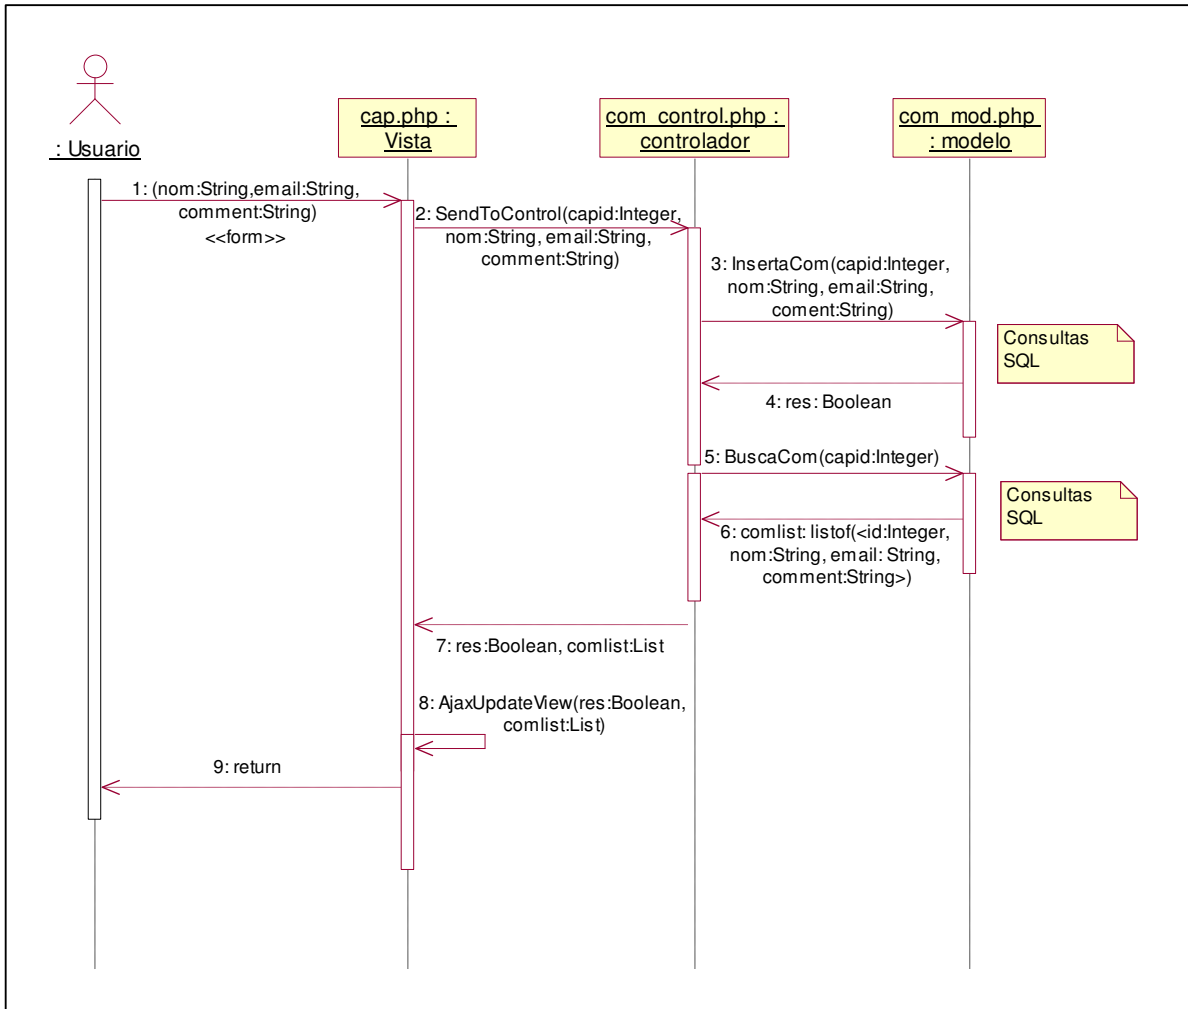 : Usuario
cap.php :
Vista
com_control.php :
controlador
com_mod.php
: modelo
1: (nom:String,email:String,
comment:String)
<<form>>
2: SendToControl(capid:Integer,
nom:String, email:String,
comment:String)
3: InsertaCom(capid:Integer,
nom:String, email:String,
coment:String)
Consultas
SQL
4: res: Boolean
5: BuscaCom(capid:Integer)
Consultas
SQL
6: comlist: listof(<id:Integer,
nom:String, email: String,
comment:String>)
7: res:Boolean, comlist:List
8: AjaxUpdateView(res:Boolean,
comlist:List)
9: return